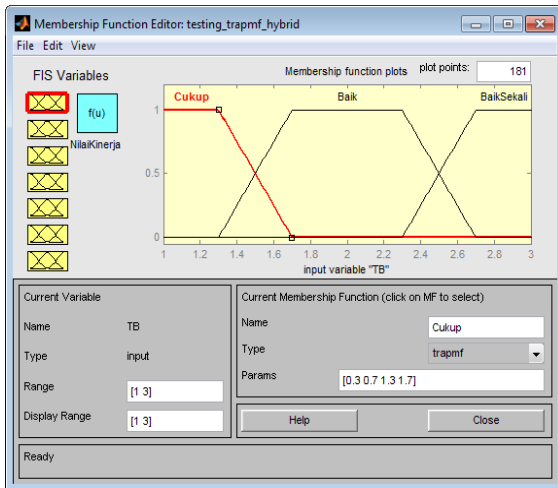 Membership Function Editor: testing_trapmf_hybrid
File Edit View
FIS Variables
f(u)
NilaiKinerja
Membership function plots plot points: 181
Cukup Baik BaikSekali
1
0.5
0
1 1.2 1.4 1.6 1.8 2 2.2 2.4 2.6 2.8 3
input variable "TB"
Current Variable
Name TB
Type input
Range [1 3]
Display Range [1 3]
Current Membership Function (click on MF to select)
Name Cukup
Type trapmf
Params [0.3 0.7 1.3 1.7]
Help Close
Ready